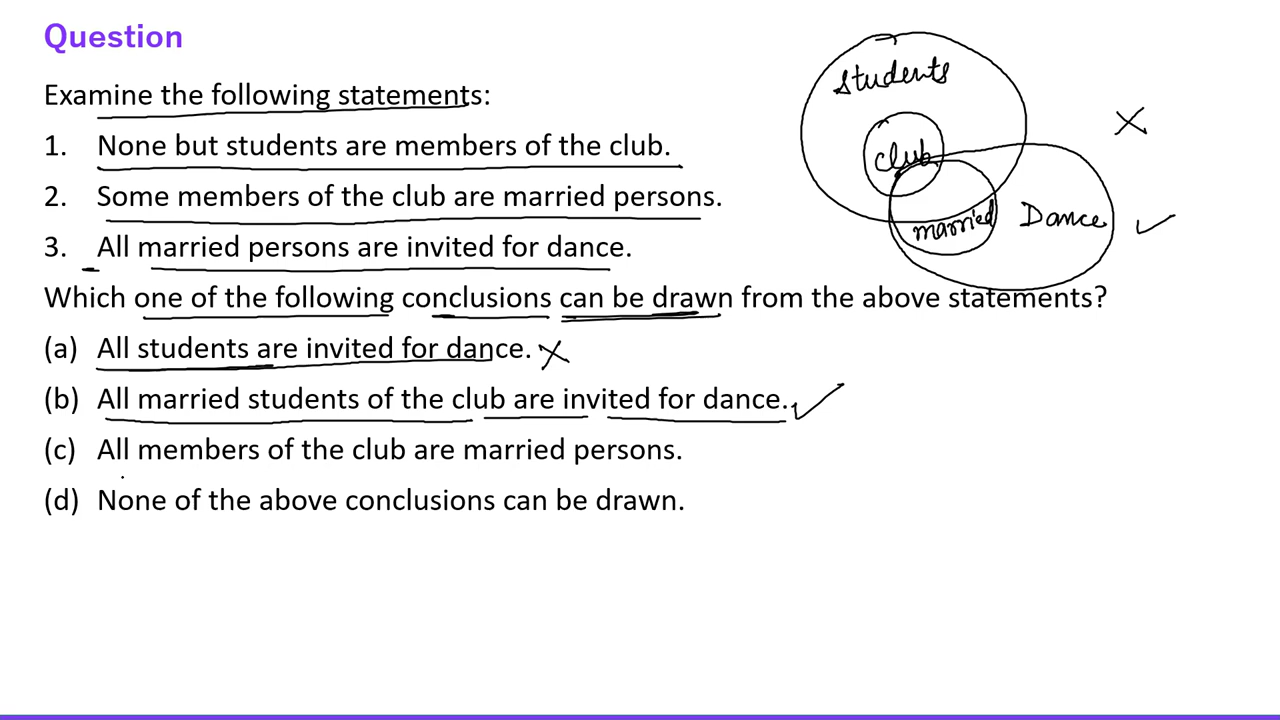 Question
Examine the following statements:
1. None but students are members of the club.
2. Some members of the club are married persons.
3. All married persons are invited for dance.
Which one of the following conclusions can be drawn from the above statements?
(a) All students are invited for dance.
(b) All married students of the club are invited for dance.
(c) All members of the club are married persons.
(d) None of the above conclusions can be drawn.
students
club
married
Dance